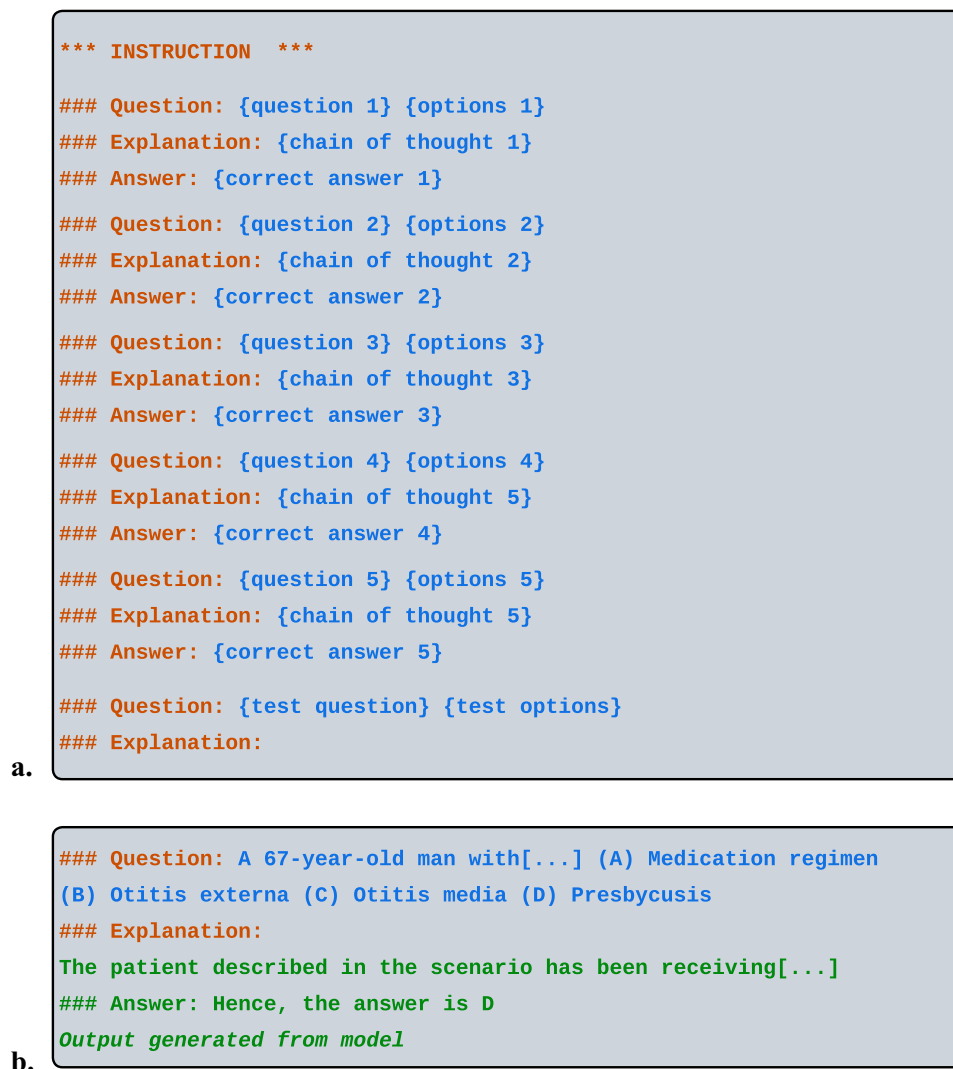 *** INSTRUCTION  ***
### Question: {question 1} {options 1}
### Explanation: {chain of thought 1}
### Answer: {correct answer 1}
### Question: {question 2} {options 2}
### Explanation: {chain of thought 2}
### Answer: {correct answer 2}
### Question: {question 3} {options 3}
### Explanation: {chain of thought 3}
### Answer: {correct answer 3}
### Question: {question 4} {options 4}
### Explanation: {chain of thought 5}
### Answer: {correct answer 4}
### Question: {question 5} {options 5}
### Explanation: {chain of thought 5}
### Answer: {correct answer 5}
### Question: {test question} {test options}
### Explanation:
a.
### Question: A 67-year-old man with[...] (A) Medication regimen
(B) Otitis externa (C) Otitis media (D) Presbycusis
### Explanation:
The patient described in the scenario has been receiving[...]
### Answer: Hence, the answer is D
Output generated from model
b.